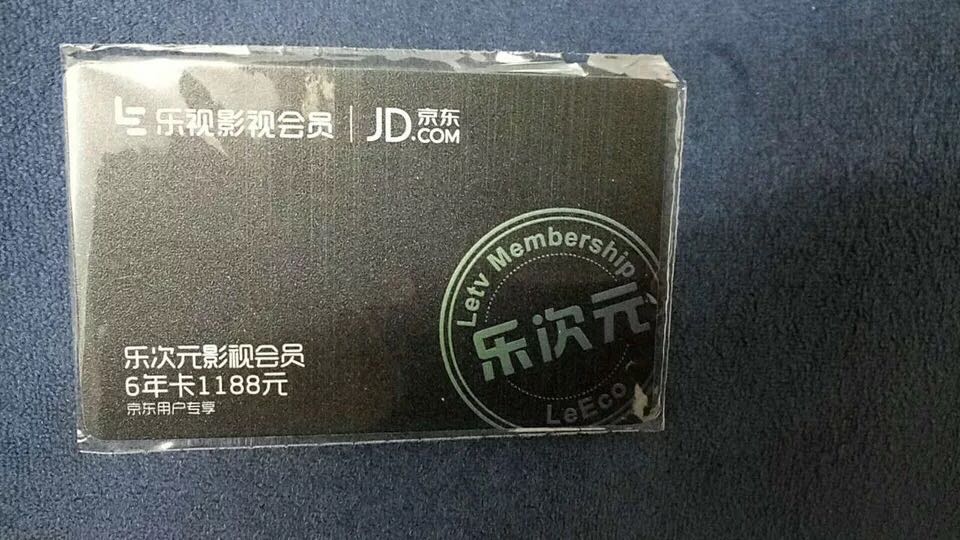 LE 乐视影视会员 | JD.COM 京东
Letv Membership
乐次元
LeEco
乐次元影视会员
6年卡1188元
京东用户专享